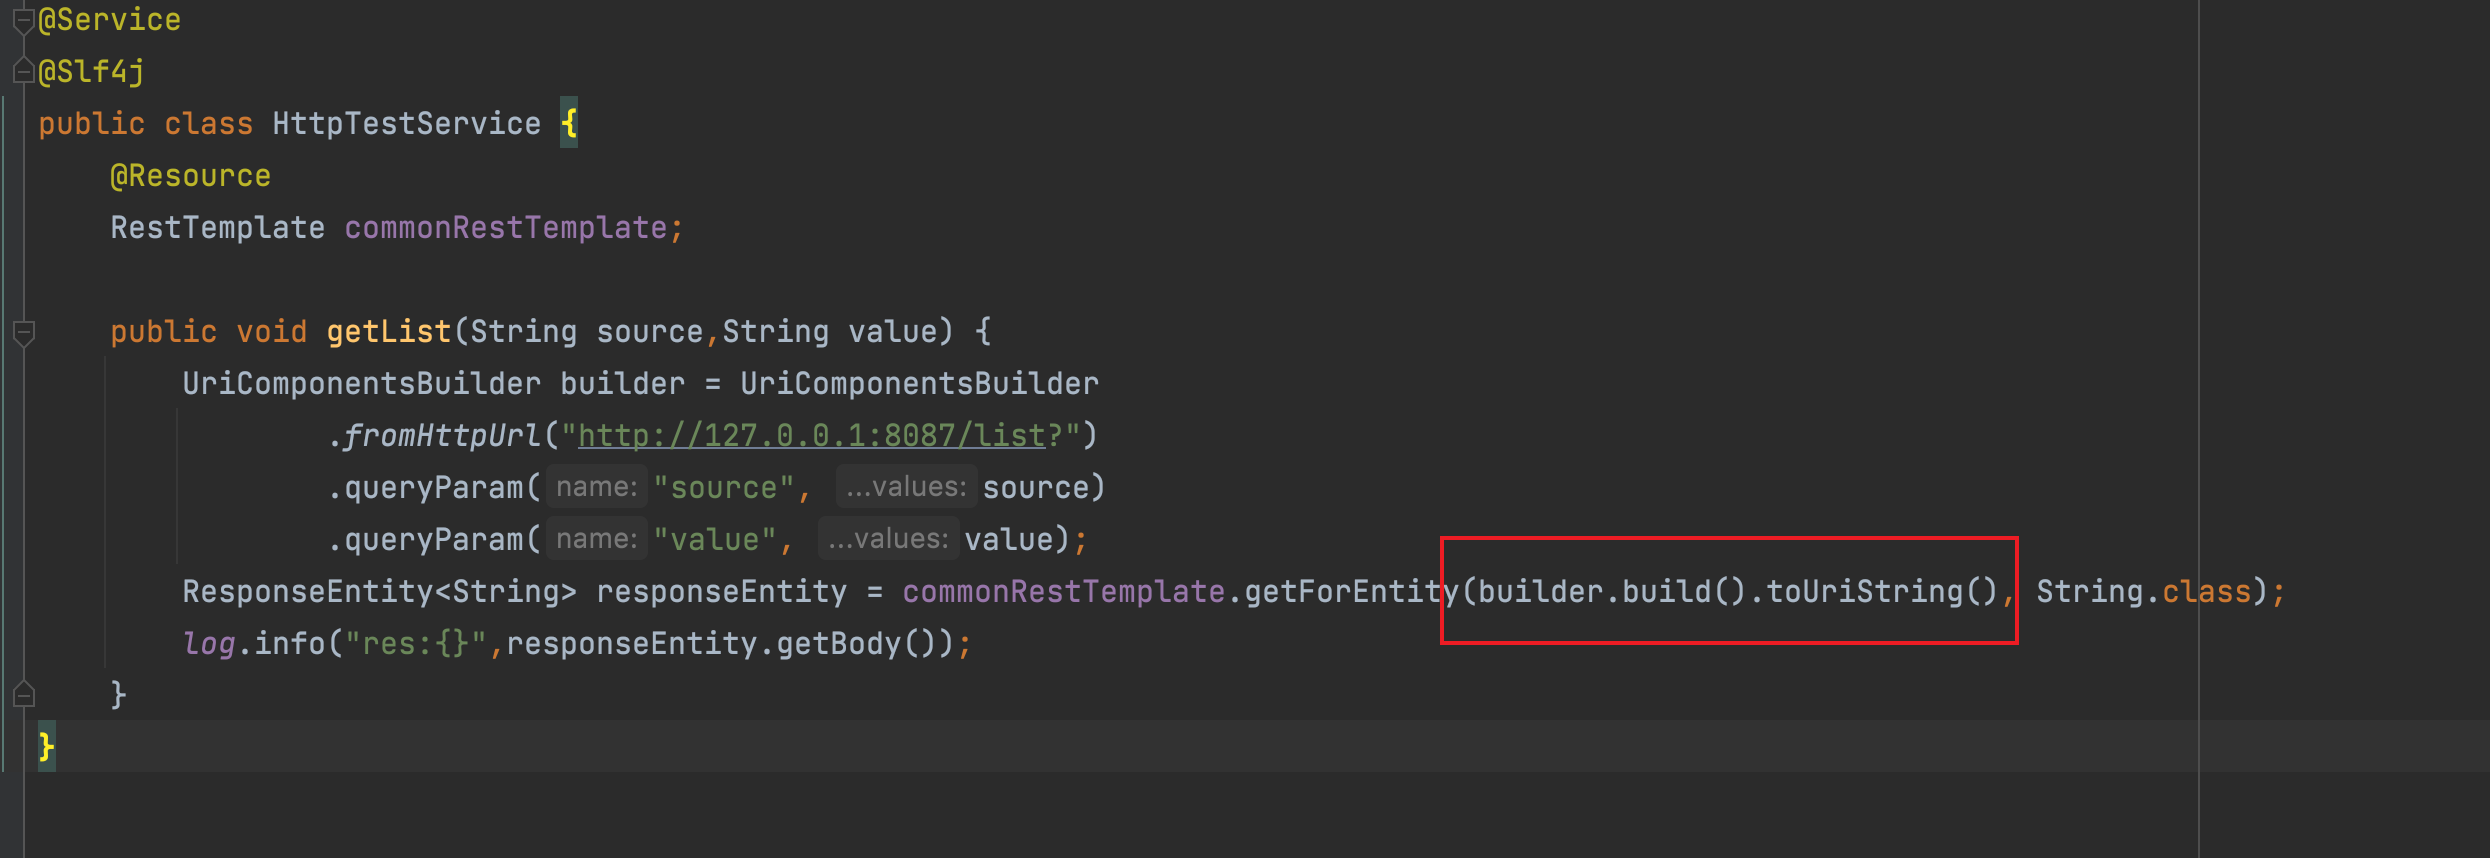 @Service
@Slf4j
public class HttpTestService {
@Resource
RestTemplate commonRestTemplate;
public void getList(String source,String value) {
UriComponentsBuilder builder = UriComponentsBuilder
.fromHttpUrl("http://127.0.0.1:8087/list?")
.queryParam( name: "source", ...values: source)
.queryParam( name: "value", ...values: value);
ResponseEntity<String> responseEntity = commonRestTemplate.getForEntity(builder.build().toUriString(), String.class);
log.info("res:{}",responseEntity.getBody());
}
}